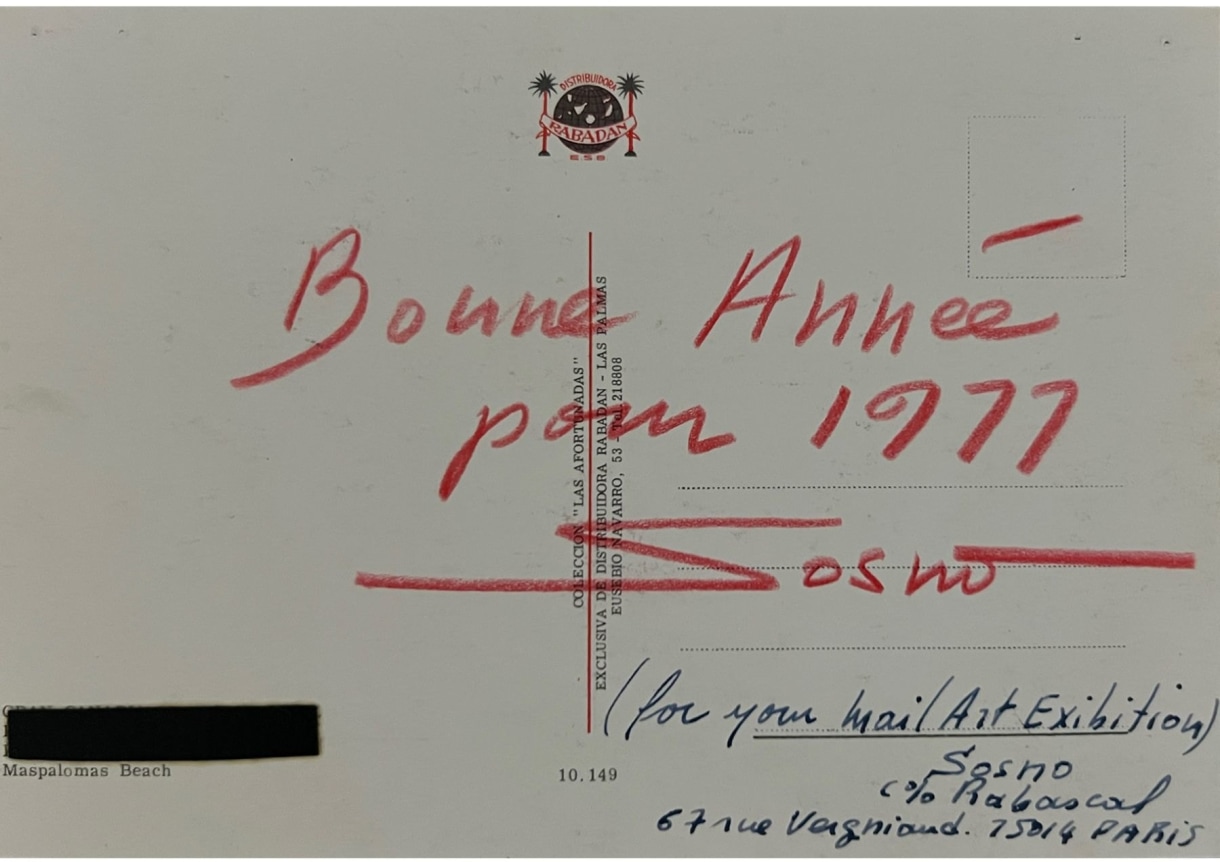 DISTRIBUIDORA
RABADAN
E.S.B
Bonne Année
pour 1977
Sosno
COLECCION "LAS AFORTUNADAS"
EXCLUSIVA DE DISTRIBUIDORA RABADAN - LAS PALMAS
EUSEBIO NAVARRO, 53 - Tel. 218808
(for your Mail Art Exibition)
Sosno
c/o Rabascal
67 rue Vergniaud. 75014 PARIS
Maspalomas Beach
10.149